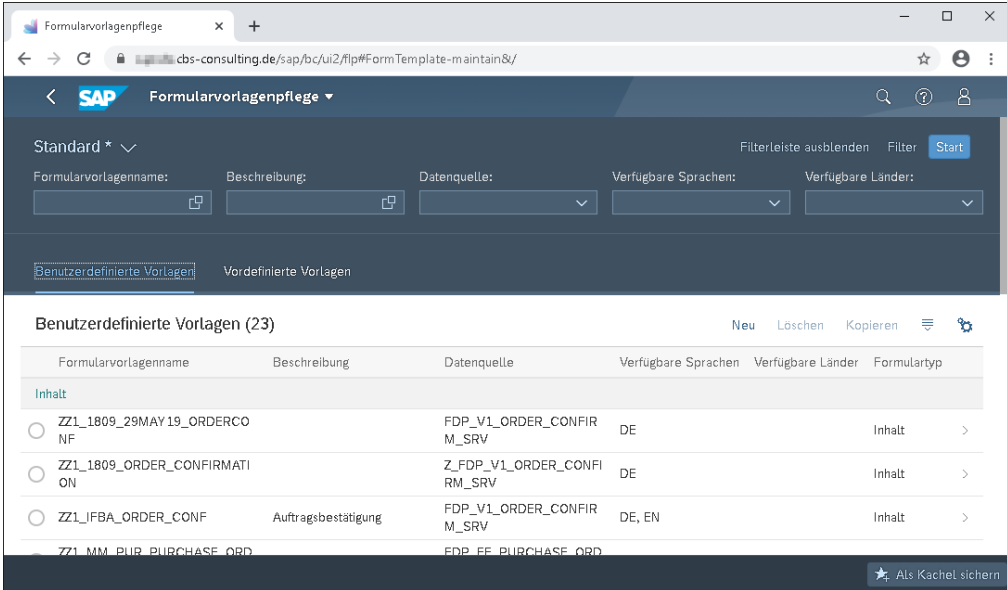 Formularvorlagenpflege
cbs-consulting.de/sap/bc/ui2/flp#FormTemplate-maintain&/
SAP Formularvorlagenpflege
Standard * Filterleiste ausblenden Filter Start
Formularvorlagenname: Beschreibung: Datenquelle: Verfügbare Sprachen: Verfügbare Länder:
Benutzerdefinierte Vorlagen Vordefinierte Vorlagen
Benutzerdefinierte Vorlagen (23) Neu Löschen Kopieren
Formularvorlagenname Beschreibung Datenquelle Verfügbare Sprachen Verfügbare Länder Formulartyp
Inhalt
ZZ1_1809_29MAY19_ORDERCO FDP_V1_ORDER_CONFIR
NF M_SRV DE Inhalt
ZZ1_1809_ORDER_CONFIRMATI Z_FDP_V1_ORDER_CONFI
ON RM_SRV DE Inhalt
ZZ1_IFBA_ORDER_CONF Auftragsbestätigung FDP_V1_ORDER_CONFIR
M_SRV DE, EN Inhalt
ZZ1_MM_PUR_PURCHASE_ORD FDP_EF_PURCHASE_ORD
Als Kachel sichern